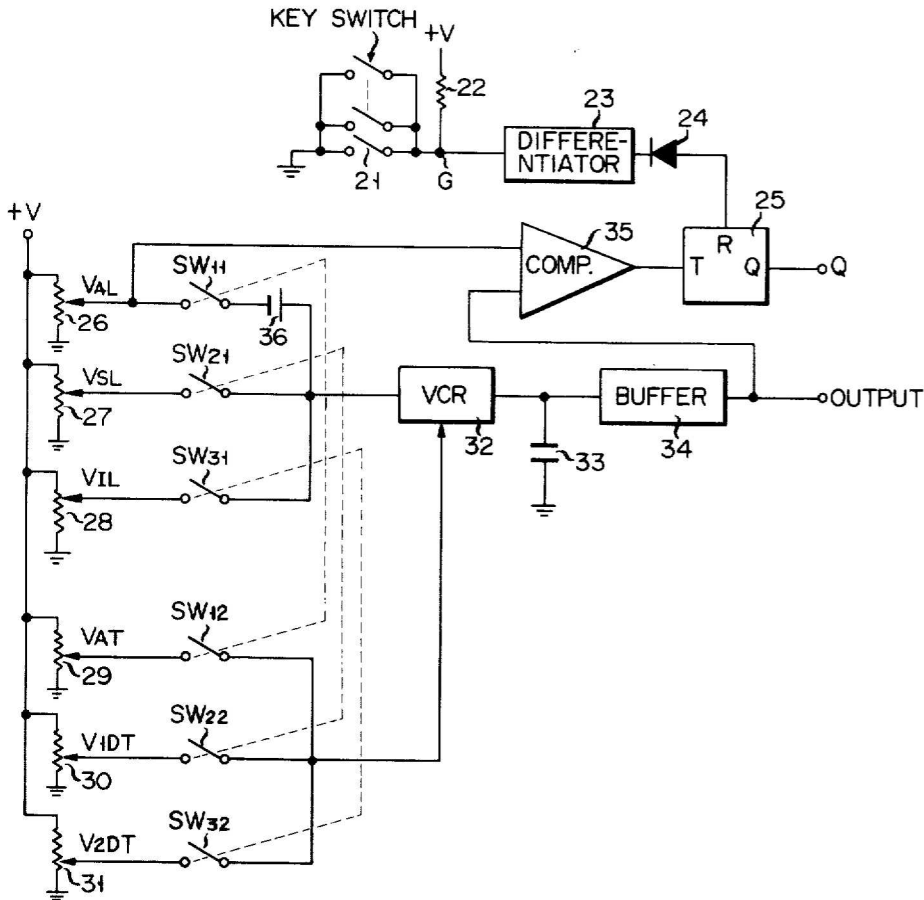 KEY SWITCH
+V
22
23
24
DIFFERE-
NTIATOR
21
G
25
+V
35
R
T
Q
Q
COMP.
SW11
VAL
26
36
SW21
VSL
27
VCR
32
BUFFER
34
OUTPUT
33
SW31
VIL
28
SW12
VAT
29
SW22
V1DT
30
SW32
V2DT
31